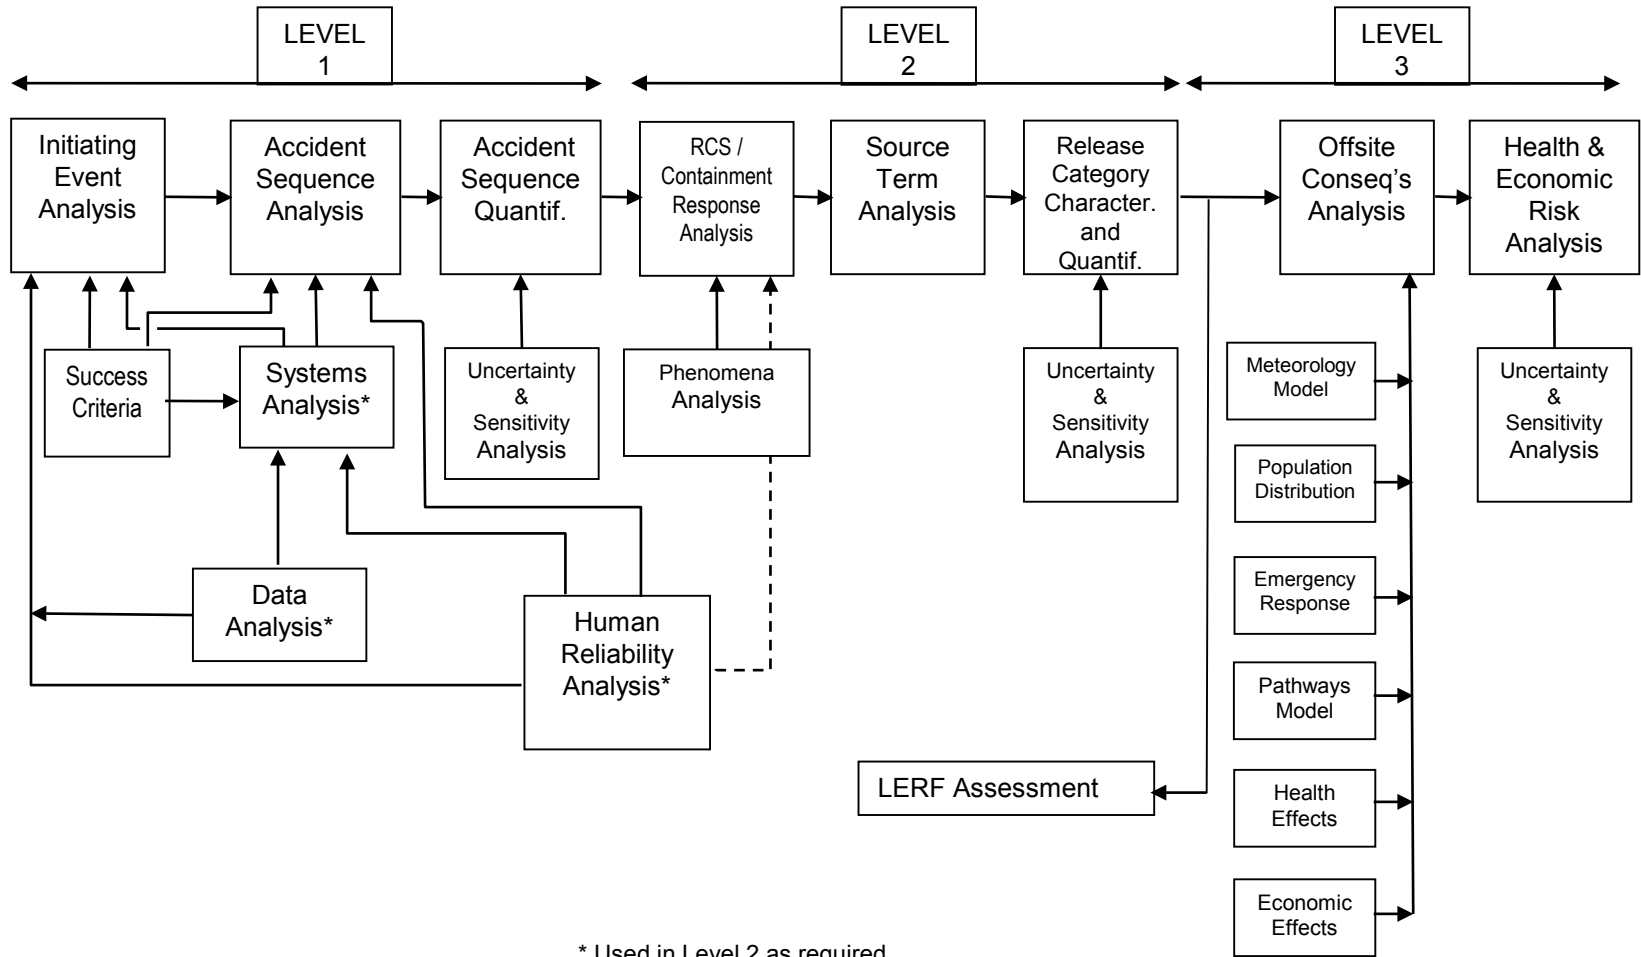 LEVEL
1
LEVEL
2
LEVEL
3
Initiating
Event
Analysis
Accident
Sequence
Analysis
Accident
Sequence
Quantif.
RCS /
Containment
Response
Analysis
Source
Term
Analysis
Release
Category
Character.
and
Quantif.
Offsite
Conseq's
Analysis
Health &
Economic
Risk
Analysis
Success
Criteria
Systems
Analysis*
Uncertainty
&
Sensitivity
Analysis
Phenomena
Analysis
Uncertainty
&
Sensitivity
Analysis
Meteorology
Model
Uncertainty
&
Sensitivity
Analysis
Population
Distribution
Data
Analysis*
Human
Reliability
Analysis*
Emergency
Response
Pathways
Model
LERF Assessment
Health
Effects
Economic
Effects
* Used in Level 2 as required